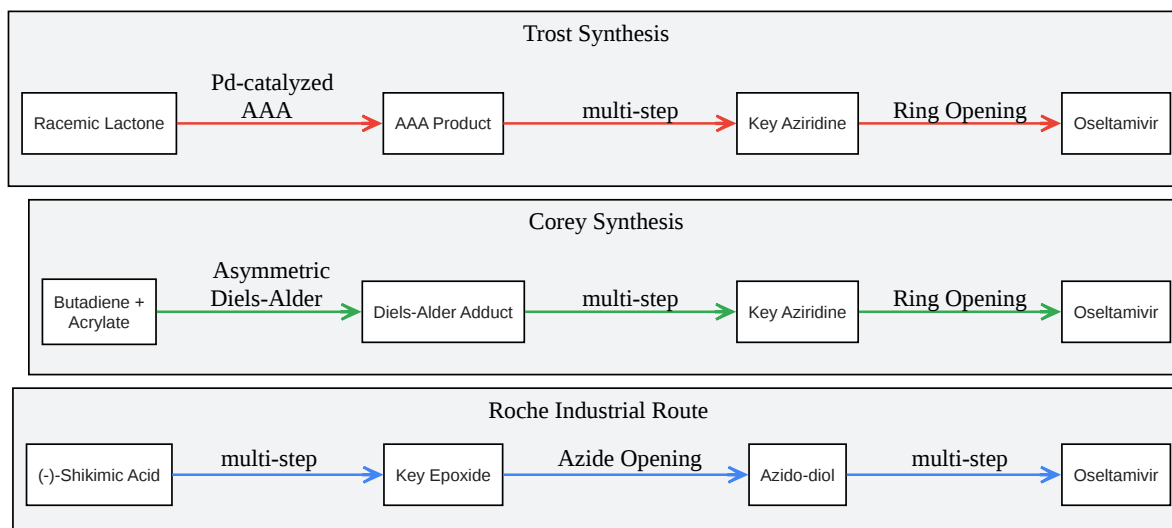 Trost Synthesis
Pd-catalyzed
AAA
multi-step
Ring Opening
Racemic Lactone
AAA Product
Key Aziridine
Oseltamivir
Corey Synthesis
Asymmetric
Diels-Alder
multi-step
Ring Opening
Butadiene +
Acrylate
Diels-Alder Adduct
Key Aziridine
Oseltamivir
Roche Industrial Route
multi-step
Azide Opening
multi-step
(-)-Shikimic Acid
Key Epoxide
Azido-diol
Oseltamivir